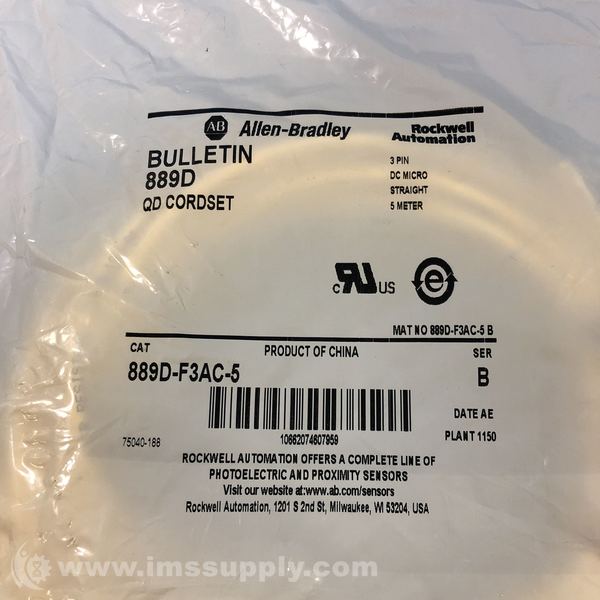 AB Allen-Bradley
Rockwell
Automation
BULLETIN
889D
QD CORDSET
3 PIN
DC MICRO
STRAIGHT
5 METER
c RU US
e
MAT NO 889D-F3AC-5 B
CAT
PRODUCT OF CHINA
SER
889D-F3AC-5
B
DATE AE
75040-188
10662074607959
PLANT 1150
ROCKWELL AUTOMATION OFFERS A COMPLETE LINE OF
PHOTOELECTRIC AND PROXIMITY SENSORS
Visit our website at:www.ab.com/sensors
Rockwell Automation, 1201 S 2nd St, Milwaukee, WI 53204, USA
www.imssupply.com